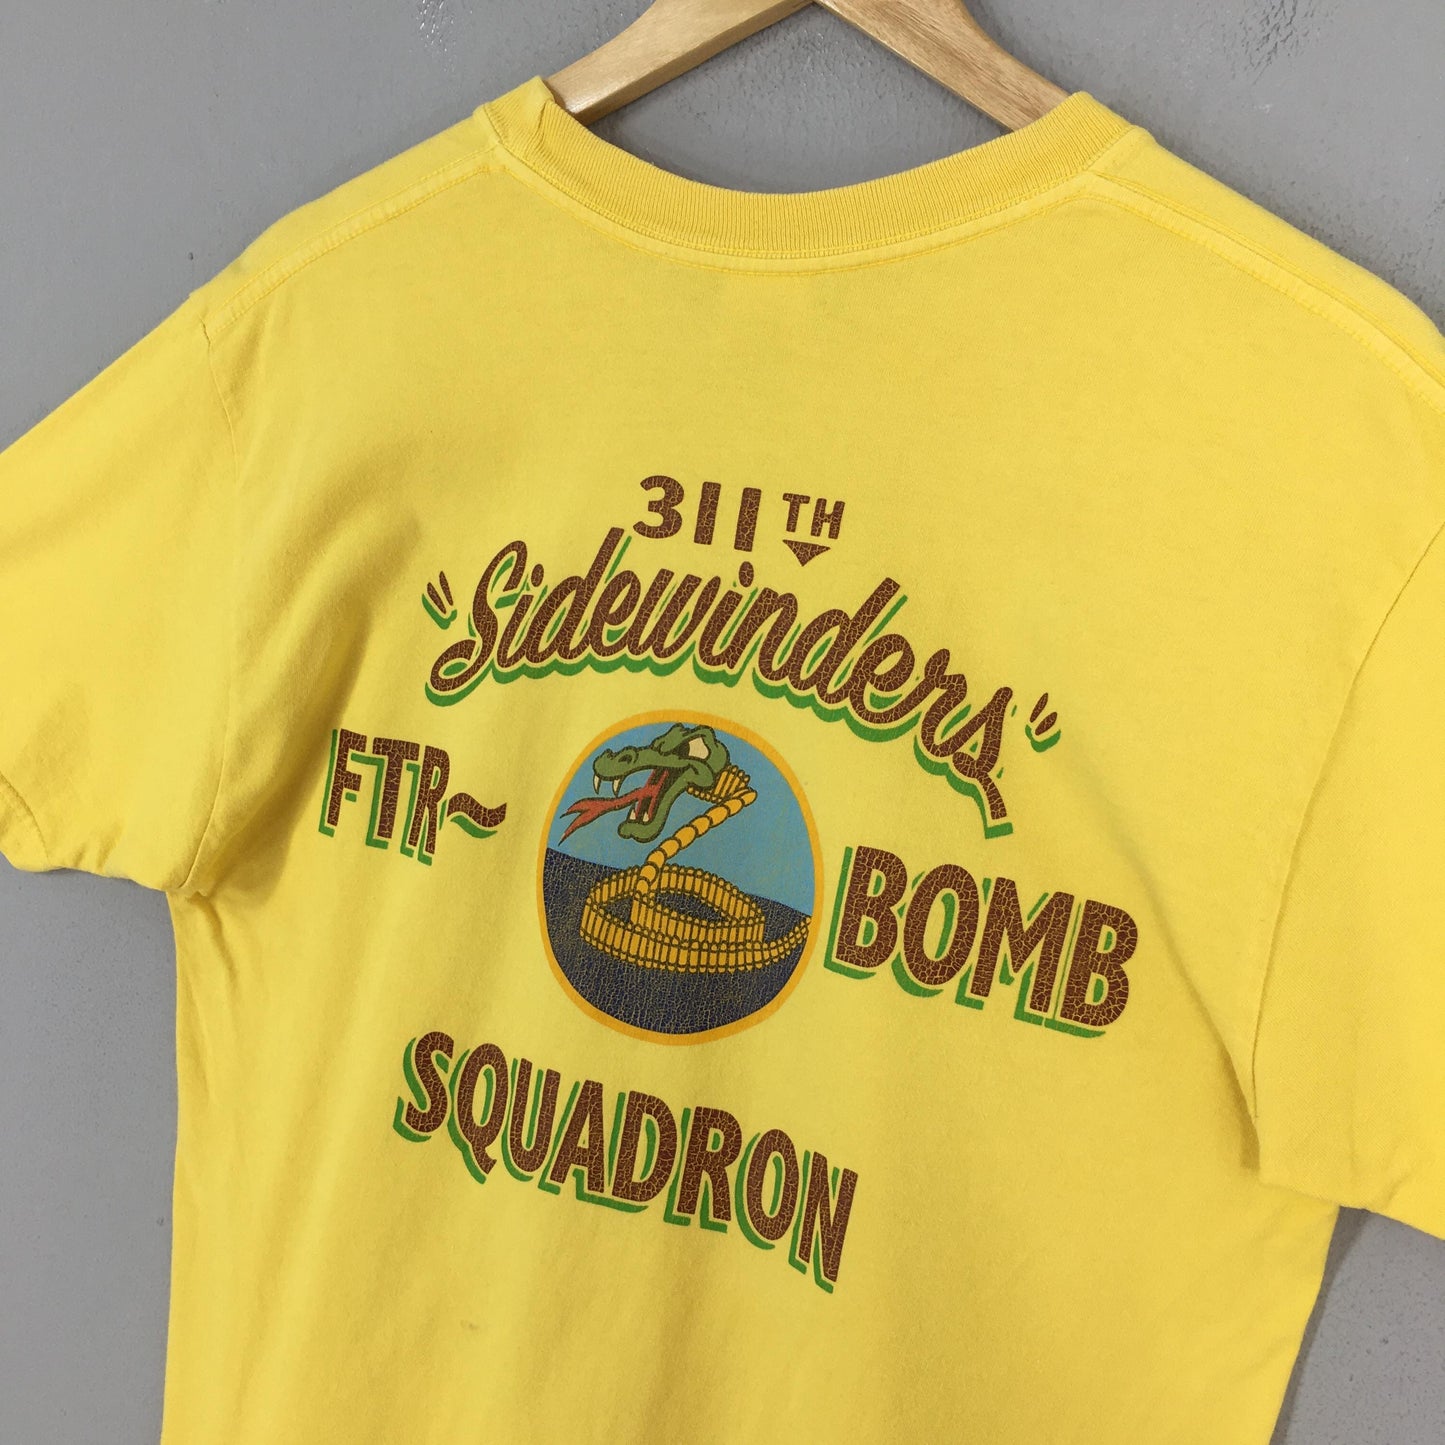 311TH
"Sidewinders"
FTR~ BOMB
SQUADRON